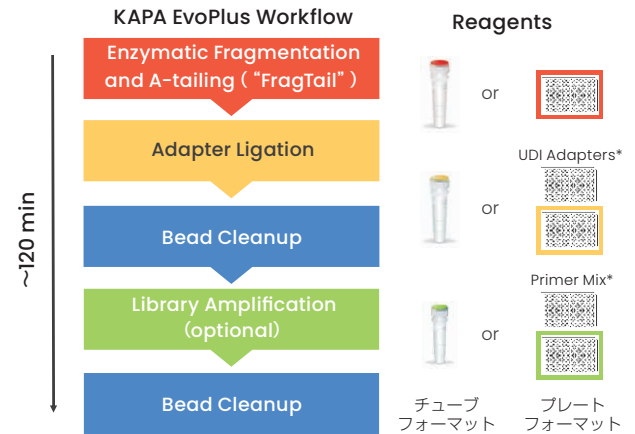 KAPA EvoPlus Workflow
Reagents
Enzymatic Fragmentation
and A-tailing ( “FragTail” )
or
Adapter Ligation
UDI Adapters*
or
Bead Cleanup
~120 min
Primer Mix*
Library Amplification
(optional)
or
Bead Cleanup
チューブ
フォーマット
プレート
フォーマット